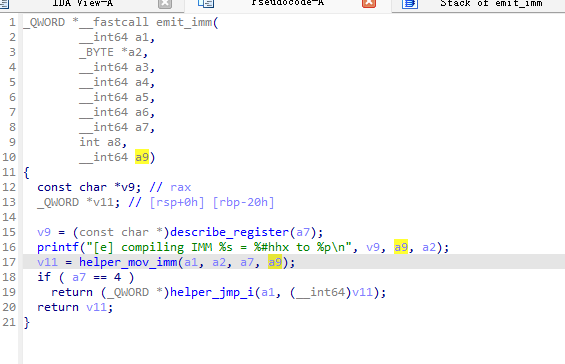 IDA View-A Pseudocode-A Stack of emit_imm
1 _QWORD *__fastcall emit_imm(
2 __int64 a1,
3 _BYTE *a2,
4 __int64 a3,
5 __int64 a4,
6 __int64 a5,
7 __int64 a6,
8 __int64 a7,
9 int a8,
10 __int64 a9)
11 {
12 const char *v9; // rax
13 _QWORD *v11; // [rsp+0h] [rbp-20h]
14
15 v9 = (const char *)describe_register(a7);
16 printf("[e] compiling IMM %s = %#hhx to %p\n", v9, a9, a2);
17 v11 = helper_mov_imm(a1, a2, a7, a9);
18 if ( a7 == 4 )
19 return (_QWORD *)helper_jmp_i(a1, (__int64)v11);
20 return v11;
21 }